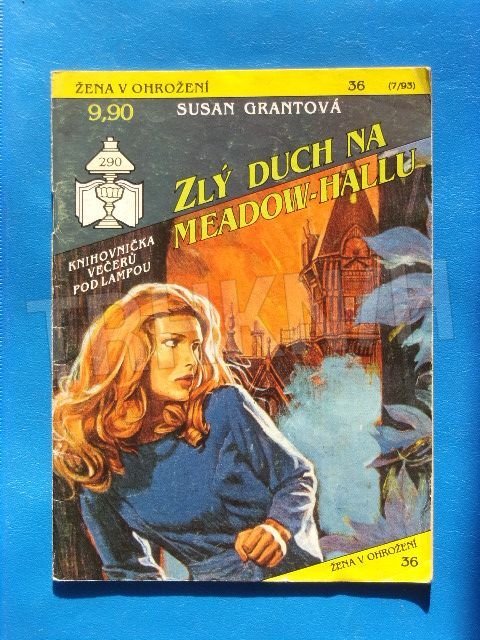 ŽENA V OHROŽENÍ 36 (7/93)
9,90 SUSAN GRANTOVÁ
290
ZLÝ DUCH NA
MEADOW-HALLU
KNIHOVNIČKA
VEČERŮ
POD LAMPOU
ŽENA V OHROŽENÍ
36